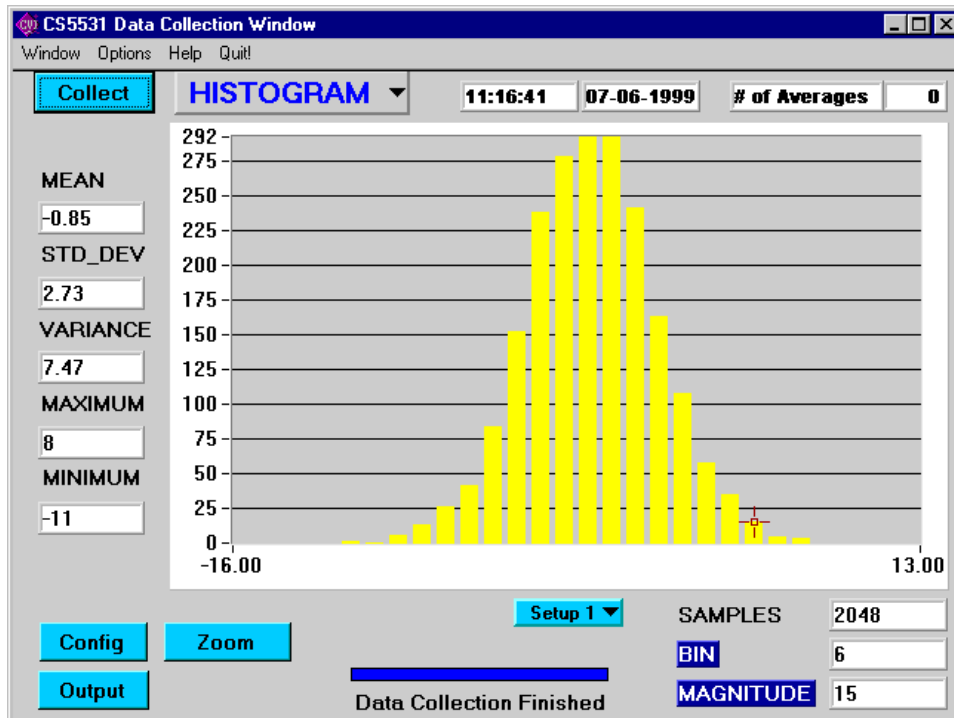 CVI CS5531 Data Collection Window
Window Options Help Quit!
Collect HISTOGRAM 11:16:41 07-06-1999 # of Averages 0
292
275
250
225
200
175
150
125
100
75
50
25
0
-16.00 13.00
MEAN
-0.85
STD_DEV
2.73
VARIANCE
7.47
MAXIMUM
8
MINIMUM
-11
Config Zoom
Output
Setup 1
Data Collection Finished
SAMPLES 2048
BIN 6
MAGNITUDE 15